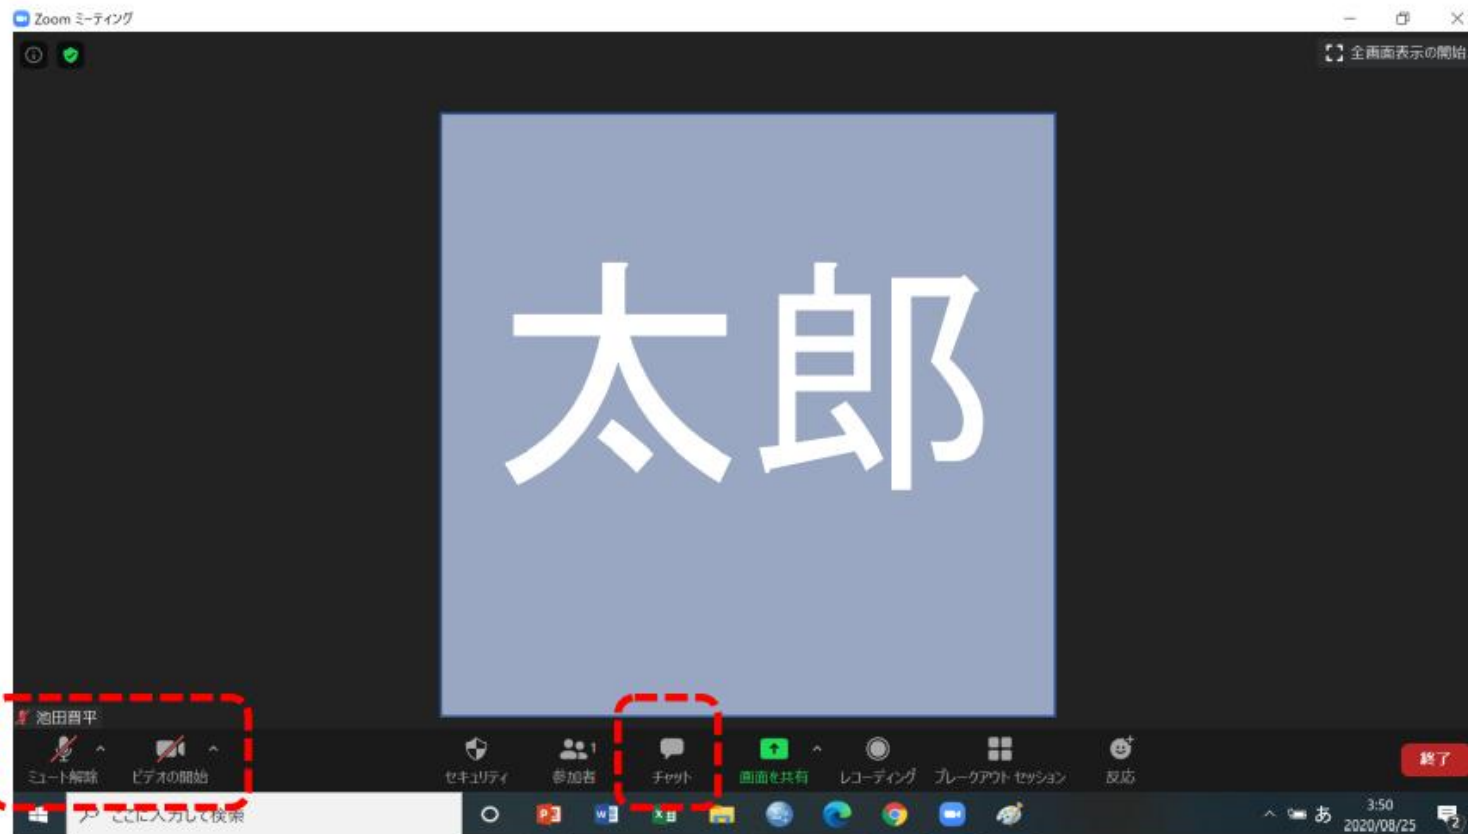 Zoom ミーティング
全画面表示の開始
太郎
池田晋平
ミュート解除
ビデオの開始
セキュリティ
参加者
1
チャット
画面を共有
レコーディング
ブレークアウト セッション
反応
終了
ここに入力して検索
あ
3:50
2020/08/25
2